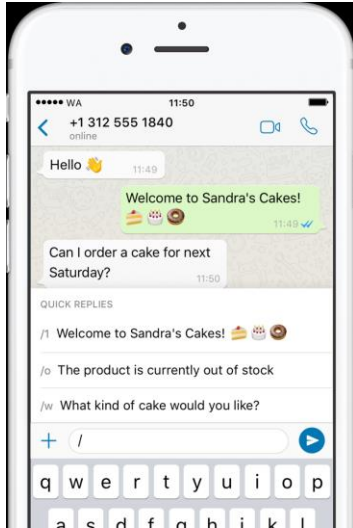 WA 11:50
+1 312 555 1840
online
Hello 👋 11:49
Welcome to Sandra's Cakes!
🍰 🎂 🍩 11:49
Can I order a cake for next
Saturday? 11:50
QUICK REPLIES
/1 Welcome to Sandra's Cakes! 🍰 🎂 🍩
/o The product is currently out of stock
/w What kind of cake would you like?
/
q w e r t y u i o p
a s d f g h j k l